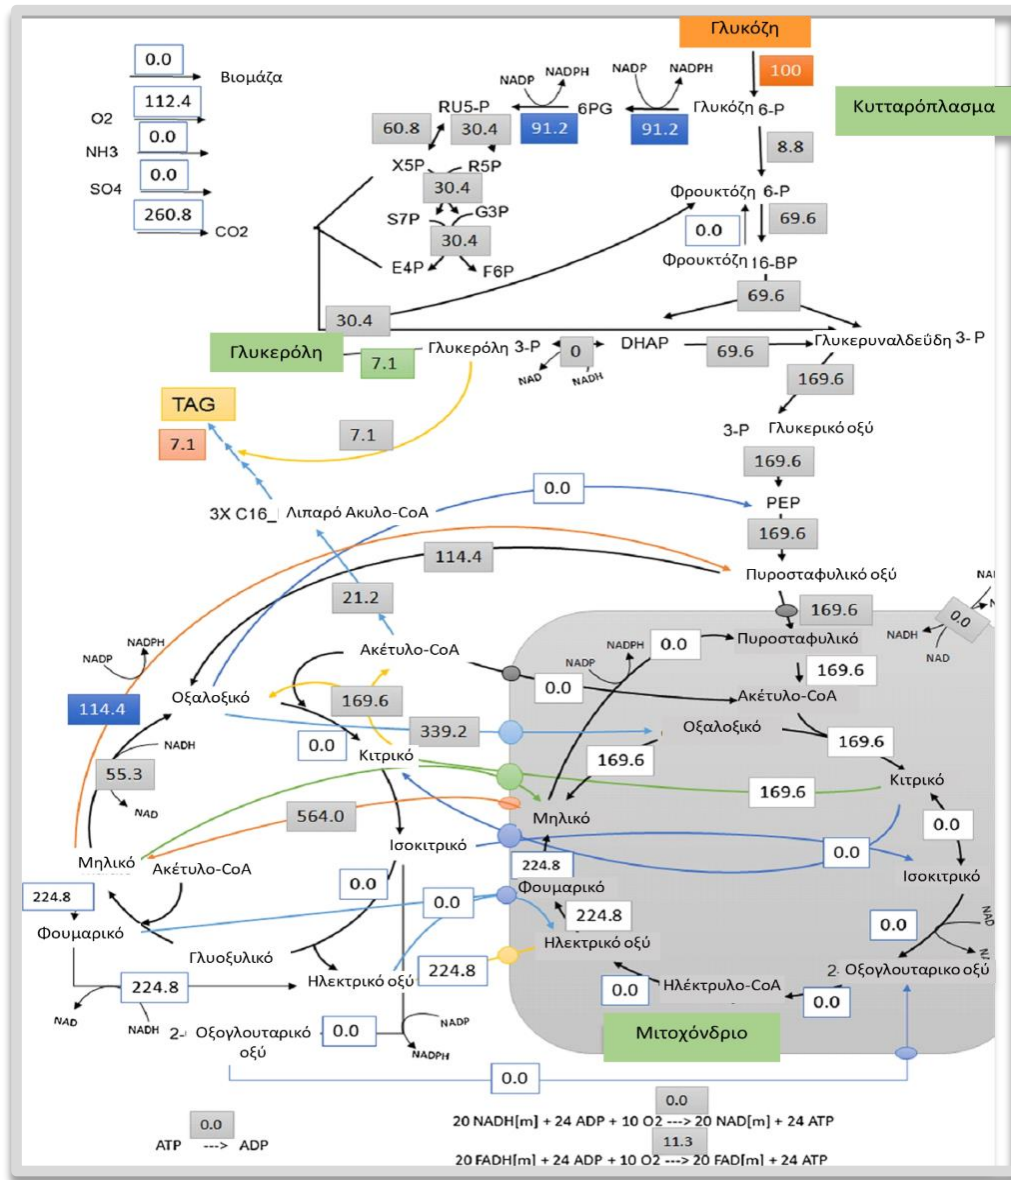 Γλυκόζη
100
Κυτταρόπλασμα
0.0
Βιομάζα
112.4
O2
0.0
NH3
0.0
SO4
260.8
CO2
NADP
NADPH
NADP
NADPH
RU5-P
6PG
Γλυκόζη 6-P
60.8
30.4
91.2
91.2
8.8
X5P
R5P
30.4
S7P
G3P
30.4
E4P
F6P
Φρουκτόζη 6-P
0.0
69.6
Φρουκτόζη 16-BP
69.6
30.4
Γλυκερόλη
7.1
Γλυκερόλη 3-P
0
NAD
NADH
DHAP
69.6
Γλυκεριναλδεΰδη 3- P
169.6
3-P Γλυκερικό οξύ
169.6
PEP
169.6
TAG
7.1
7.1
0.0
3X C16_ Λιπαρό Ακυλο-CoA
114.4
Πυροσταφυλικό οξύ
169.6
21.2
0.0
NADH
NAD
NADPH
NADP
Ακέτυλο-CoA
NADP
NADPH
0.0
Πυροσταφυλικό
169.6
114.4
Οξαλοξικό
169.6
0.0
Ακέτυλο-CoA
NADH
0.0
339.2
Οξαλοξικό
169.6
55.3
Κιτρικό
169.6
Κιτρικό
NAD
169.6
564.0
Μηλικό
0.0
Μηλικό
Ακέτυλο-CoA
Ισοκιτρικό
224.8
0.0
Ισοκιτρικό
224.8
0.0
Φουμαρικό
0.0
Φουμαρικό
224.8
0.0
NAD
Γλυοξυλικό
Ηλεκτρικό οξύ
224.8
224.8
Ηλεκτρικό οξύ
Ηλέκτρυλο-CoA
2- Οξογλουταρικο οξύ
0.0
0.0
NAD
NADH
2- Οξογλουταρικό
οξύ
0.0
NADP
NADPH
Μιτοχόνδριο
0.0
0.0
0.0
20 NADH[m] + 24 ADP + 10 O2 ---> 20 NAD[m] + 24 ATP
ATP ---> ADP
11.3
20 FADH[m] + 24 ADP + 10 O2 ---> 20 FAD[m] + 24 ATP